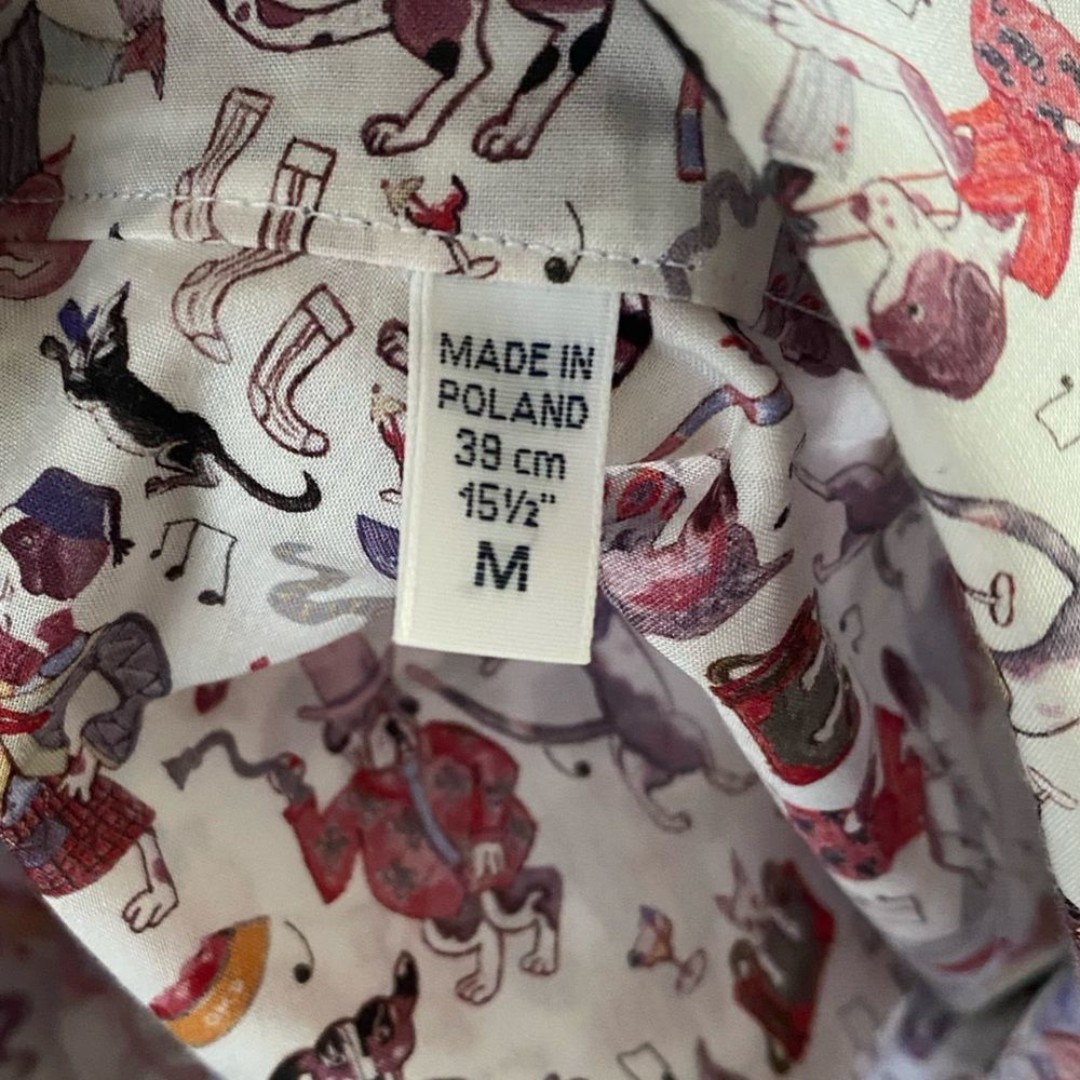 MADE IN
POLAND
39 cm
15½"
M